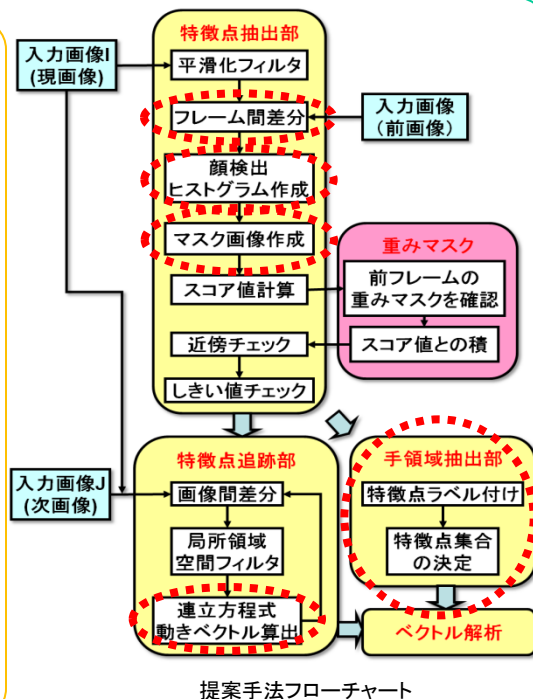 特徴点抽出部
入力画像I
(現画像)
平滑化フィルタ
フレーム間差分
入力画像
(前画像)
顔検出
ヒストグラム作成
マスク画像作成
スコア値計算
重みマスク
前フレームの
重みマスクを確認
スコア値との積
近傍チェック
しきい値チェック
特徴点追跡部
入力画像J
(次画像)
画像間差分
局所領域
空間フィルタ
連立方程式
動きベクトル算出
手領域抽出部
特徴点ラベル付け
特徴点集合
の決定
ベクトル解析
提案手法フローチャート